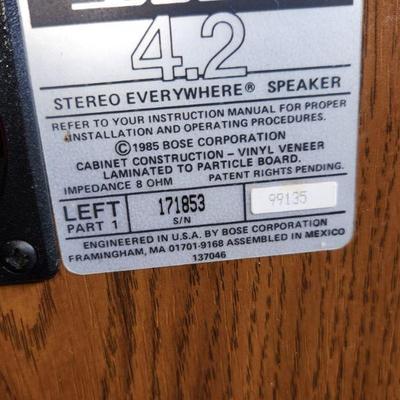 4.2
STEREO EVERYWHERE® SPEAKER
REFER TO YOUR INSTRUCTION MANUAL FOR PROPER
INSTALLATION AND OPERATING PROCEDURES.
©1985 BOSE CORPORATION
CABINET CONSTRUCTION - VINYL VENEER
LAMINATED TO PARTICLE BOARD.
IMPEDANCE 8 OHM PATENT RIGHTS PENDING.
LEFT 171853 99135
PART 1 S/N
ENGINEERED IN U.S.A. BY BOSE CORPORATION
FRAMINGHAM, MA 01701-9168 ASSEMBLED IN MEXICO
137046